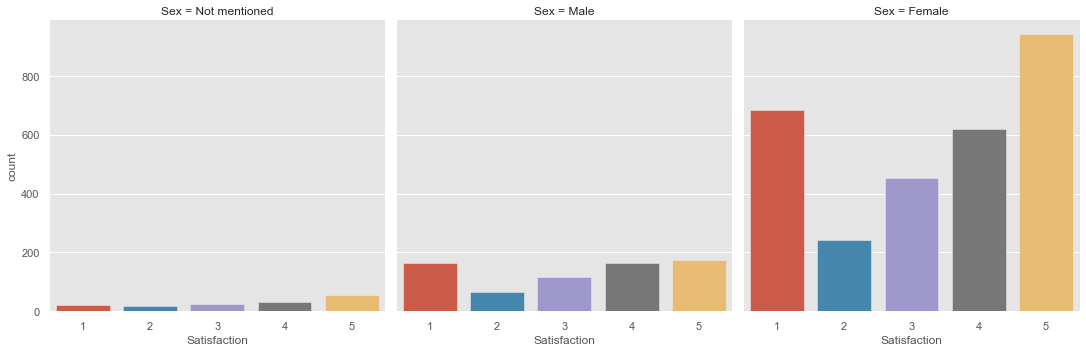 Sex = Not mentioned
Sex = Male
Sex = Female
count
800
600
400
200
0
1 2 3 4 5
Satisfaction
1 2 3 4 5
Satisfaction
1 2 3 4 5
Satisfaction